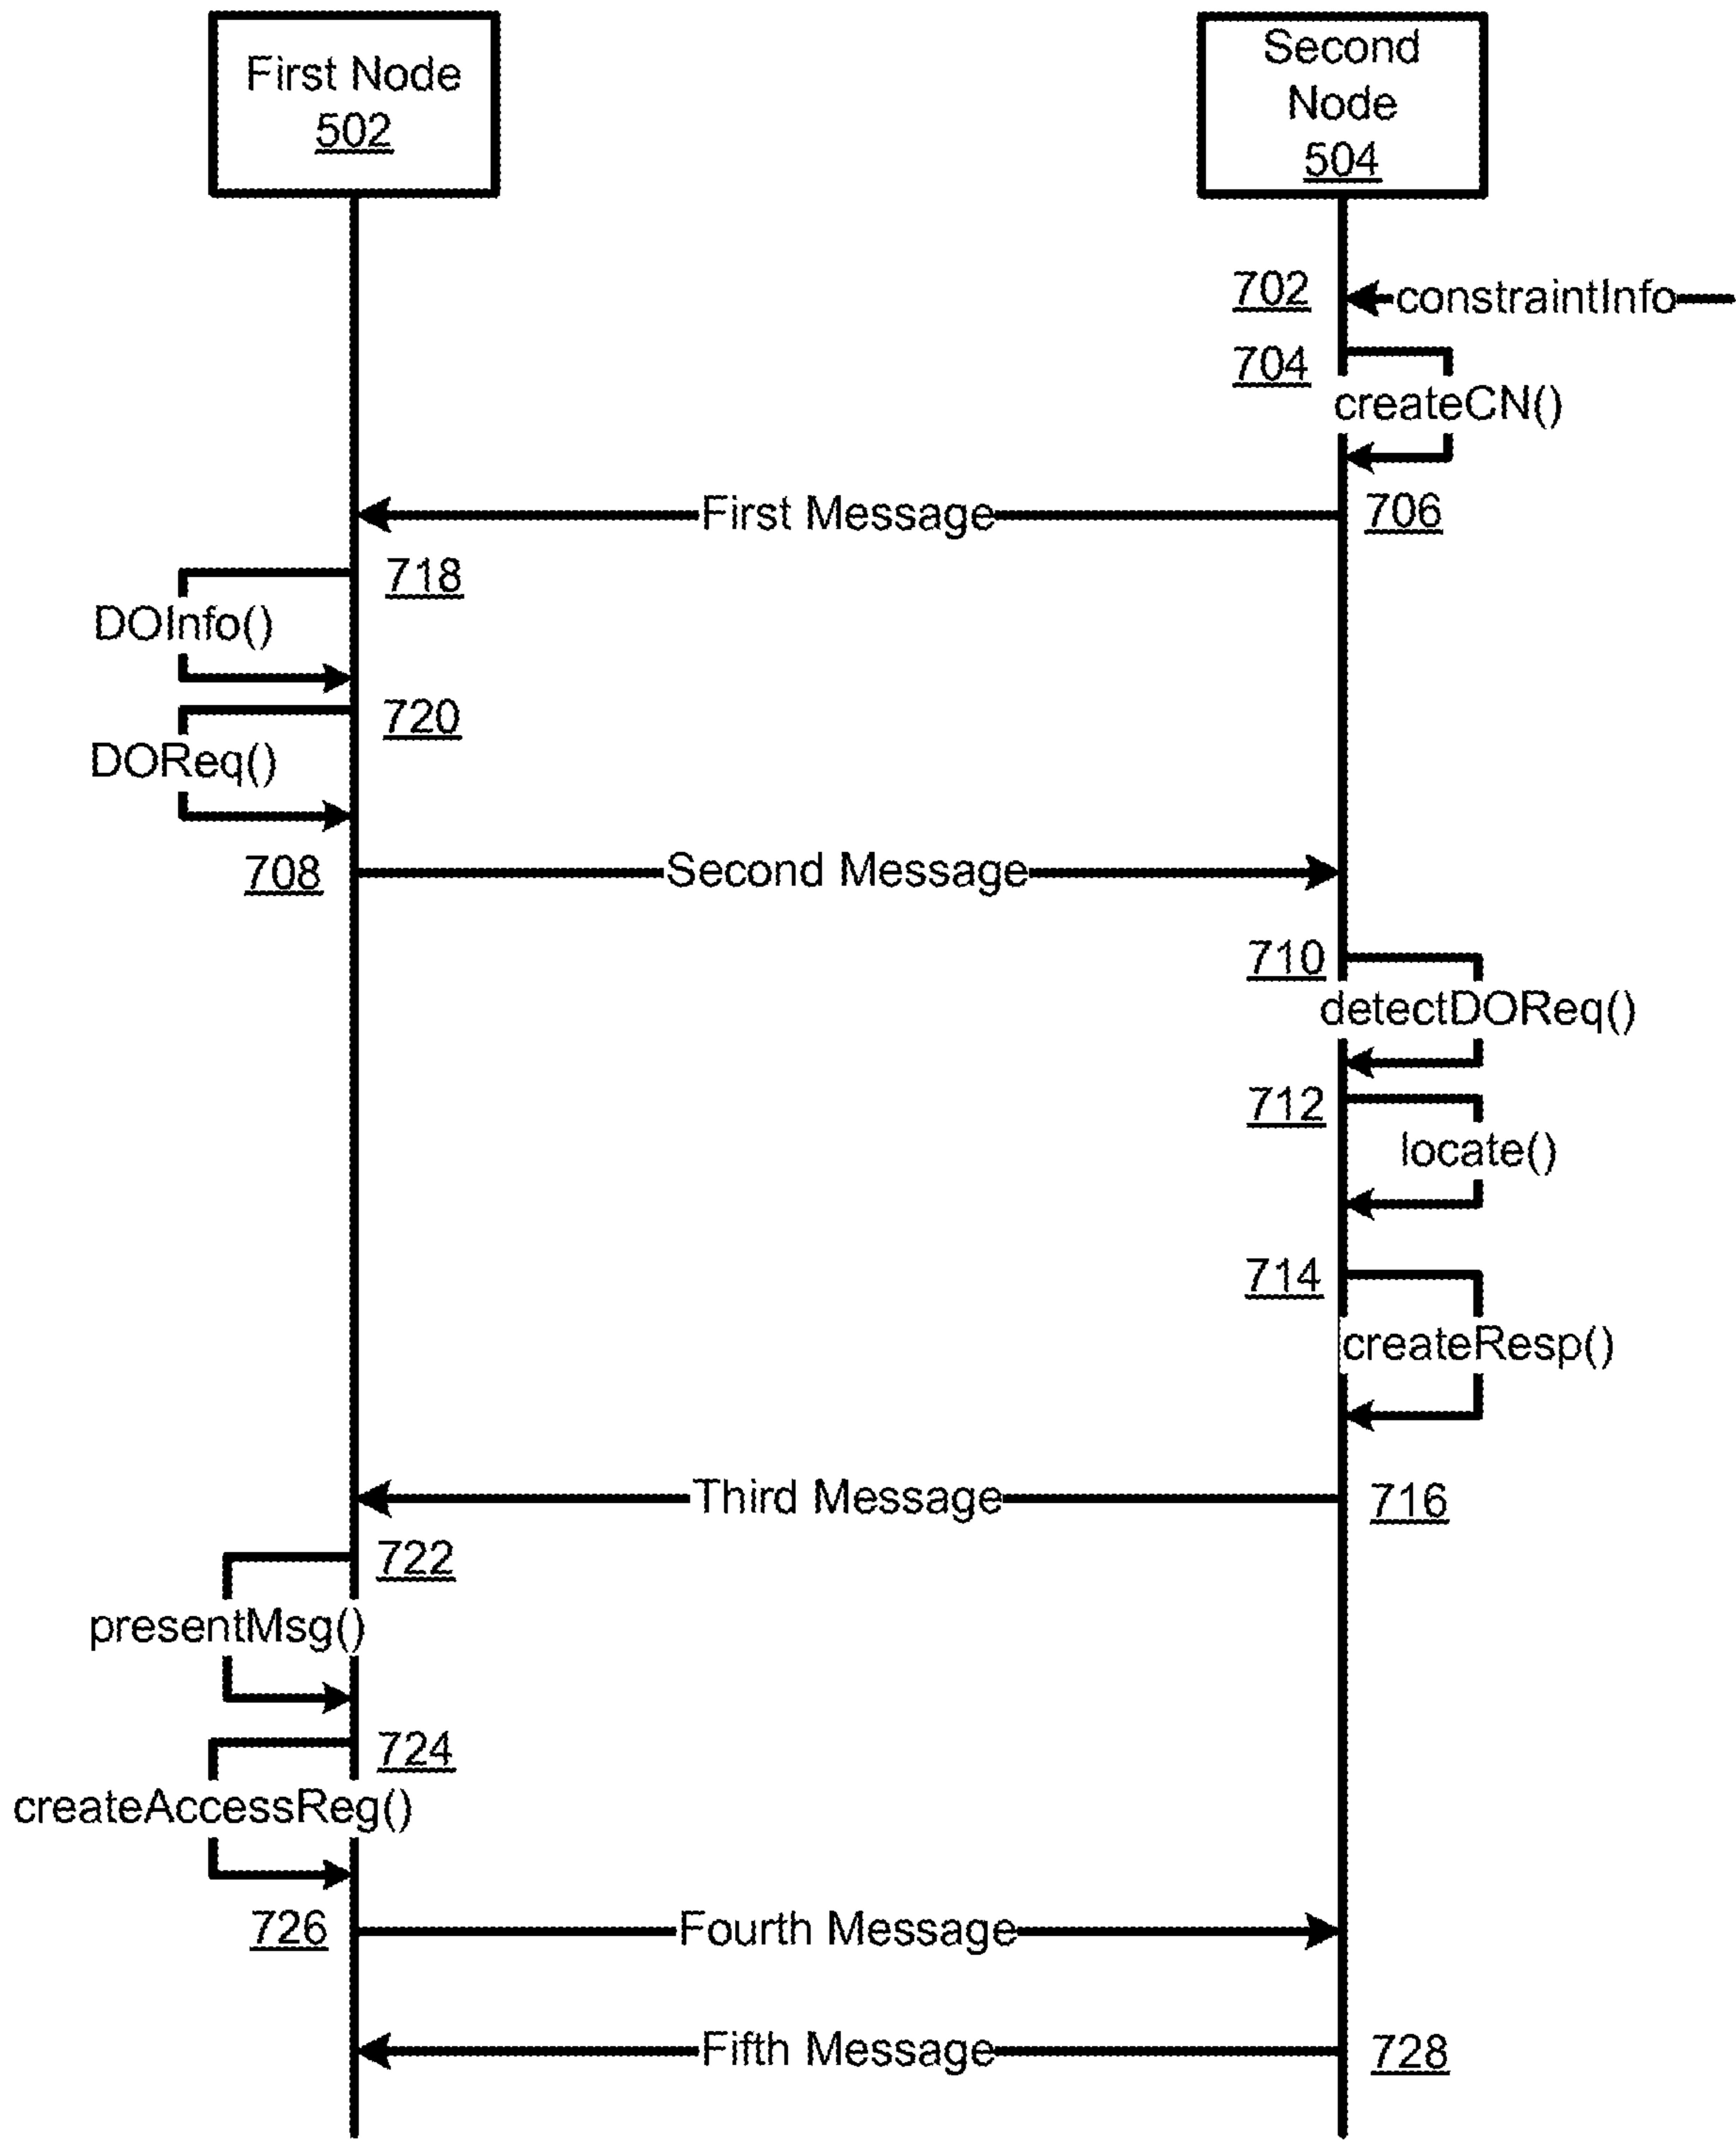 First Node
502
Second
Node
504
702
constraintInfo
704
createCN()
First Message
706
718
DOInfo()
720
DOReq()
708
Second Message
710
detectDOReq()
712
locate()
714
createResp()
Third Message
716
722
presentMsg()
724
createAccessReg()
726
Fourth Message
Fifth Message
728